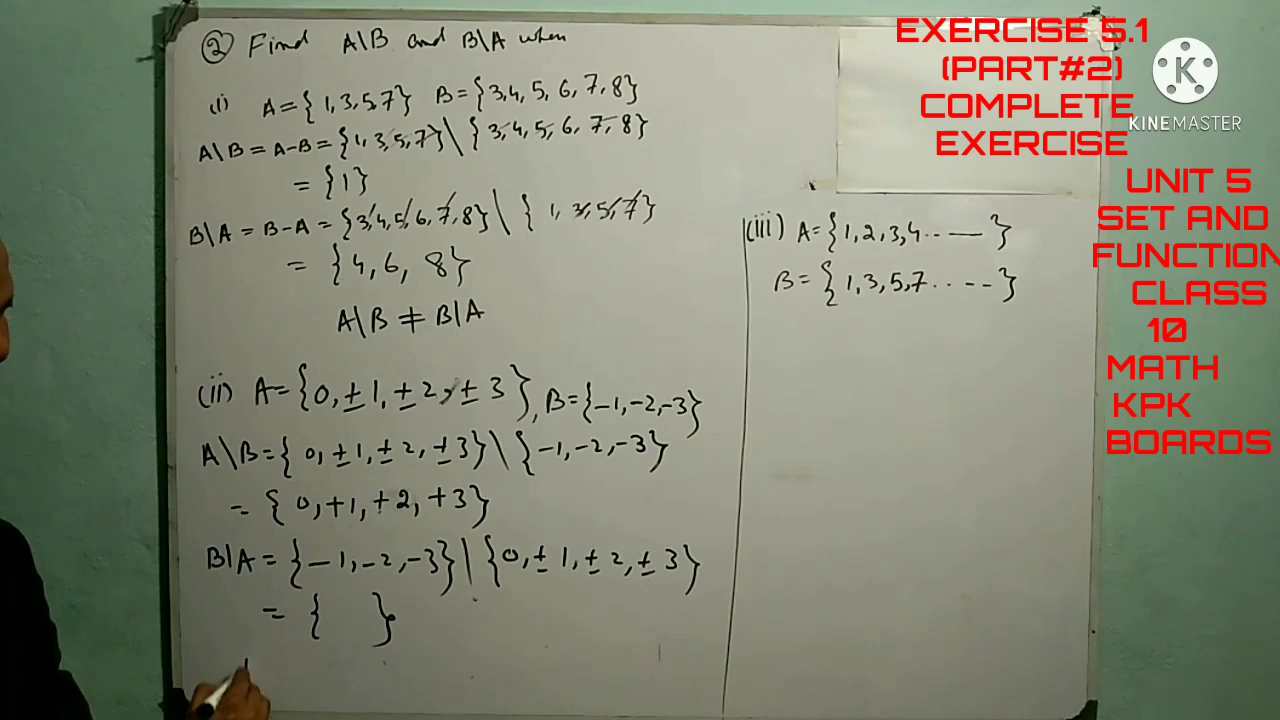 ② Find A\B and B\A when
(i) A = {1,3,5,7} B = {3,4,5,6,7,8}
A\B = A-B = {1,3,5,7} \ {3,4,5,6,7,8}
= {1}
B\A = B-A = {3,4,5,6,7,8} \ {1,3,5,7}
= {4,6,8}
A\B ≠ B\A
(ii) A = {0, ±1, ±2, ±3}, B = {-1,-2,-3}
A\B = {0, ±1, ±2, ±3} \ {-1,-2,-3}
= {0,+1,+2,+3}
B\A = {-1,-2,-3} \ {0, ±1, ±2, ±3}
= { }
(iii) A = {1,2,3,4..——}
B = {1,3,5,7.. ---}
EXERCISE 5.1
(PART#2)
COMPLETE
EXERCISE
K
KINEMASTER
UNIT 5
SET AND
FUNCTION
CLASS
10
MATH
KPK
BOARDS